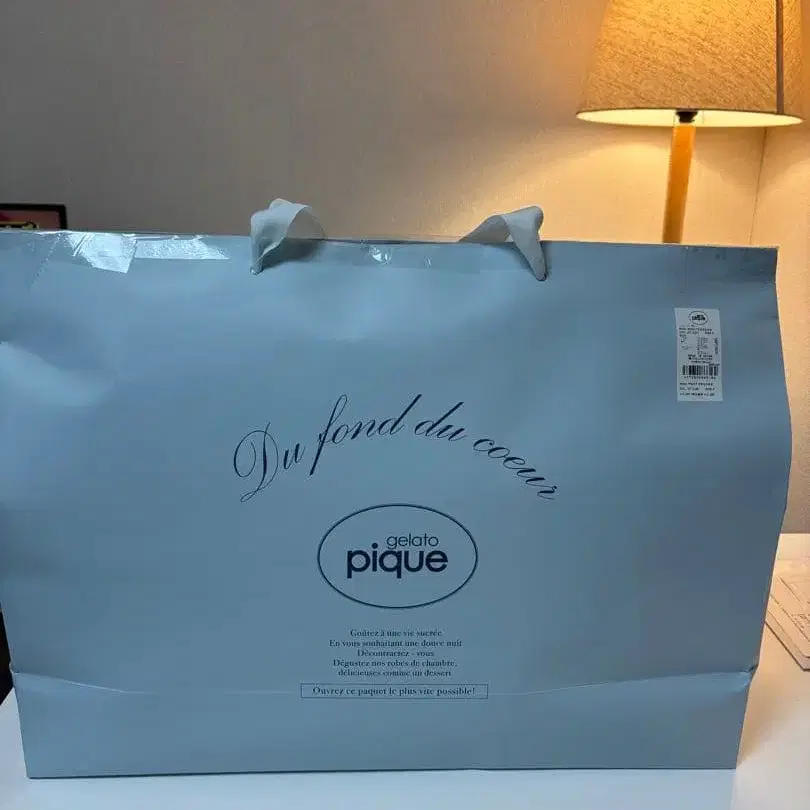 Du fond du coeur
gelato
pique
Goûtez à une vie sucrée
En vous souhaitant une douce nuit
Décontractez - vous
Dégustez nos robes de chambre,
délicieuses comme un dessert
Ouvrez ce paquet le plus vite possible!